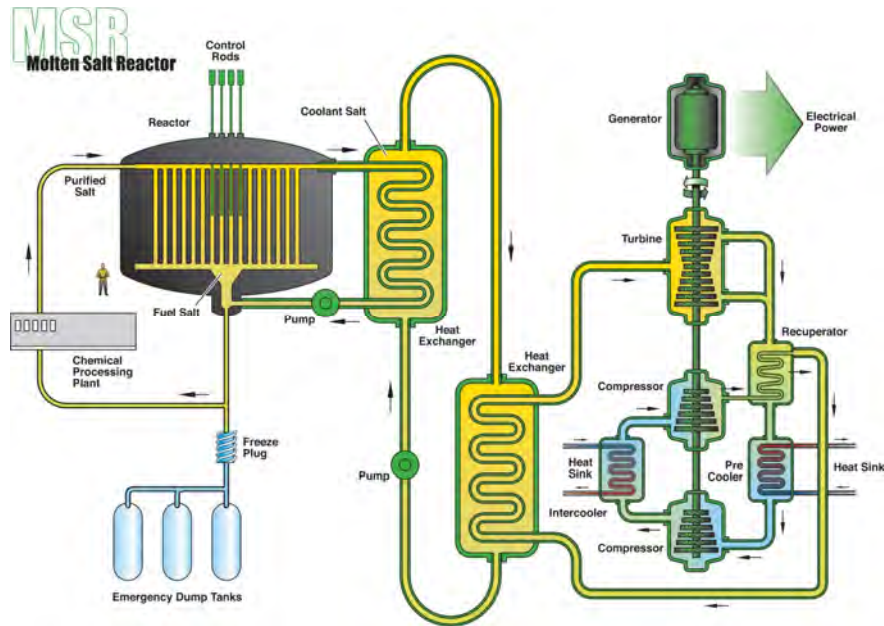 MSR
Molten Salt Reactor
Control
Rods
Reactor
Coolant Salt
Purified
Salt
Fuel Salt
Pump
Chemical
Processing
Plant
Freeze
Plug
Emergency Dump Tanks
Heat
Exchanger
Pump
Heat
Exchanger
Generator
Electrical
Power
Turbine
Recuperator
Compressor
Heat
Sink
Pre
Cooler
Heat Sink
Intercooler
Compressor